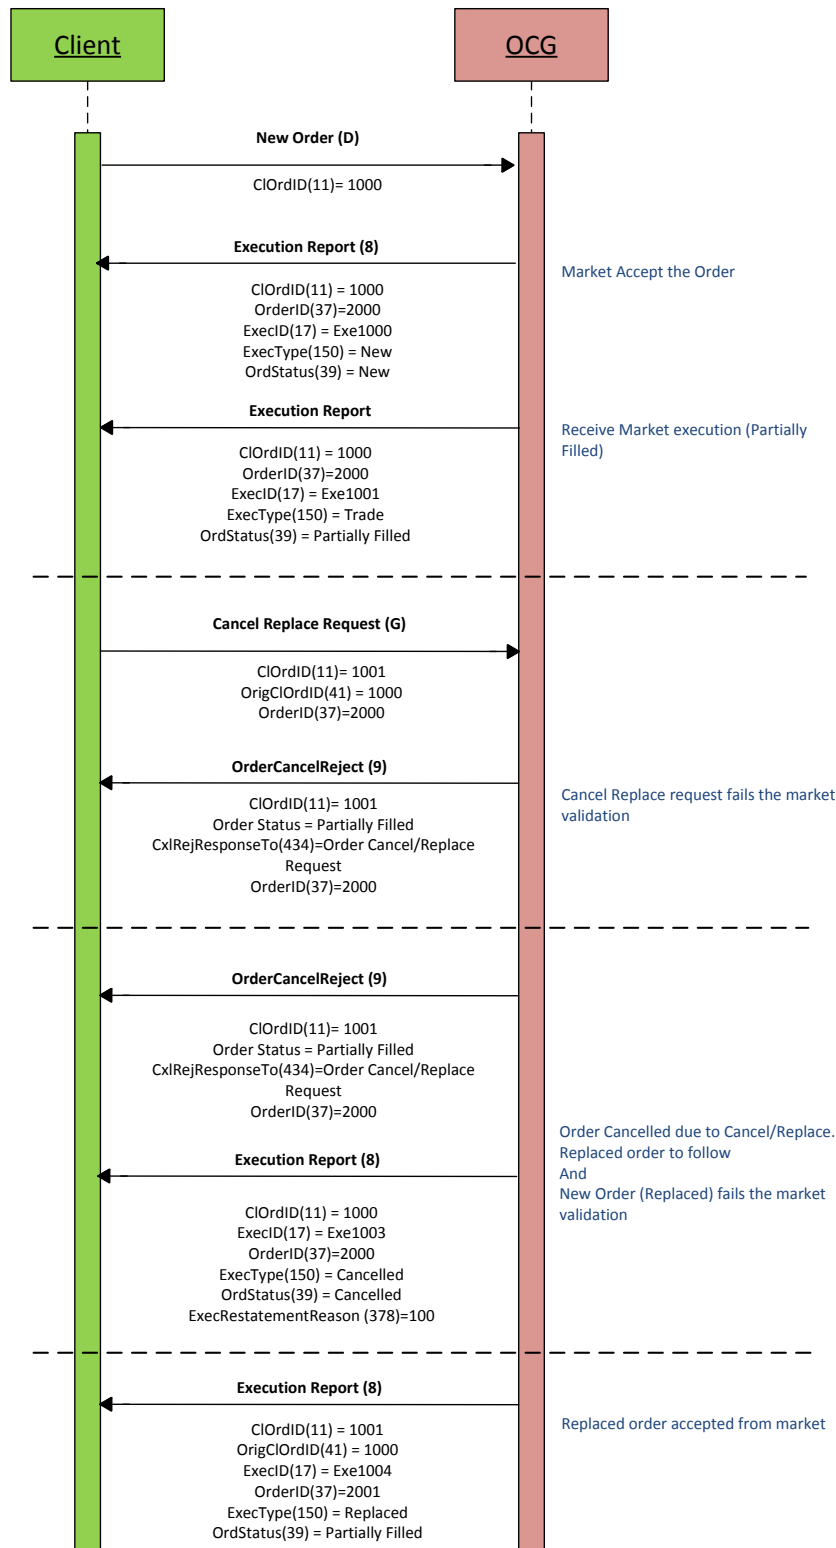 Client
OCG
New Order (D)
ClOrdID(11)= 1000
Execution Report (8)
Market Accept the Order
ClOrdID(11) = 1000
OrderID(37)=2000
ExecID(17) = Exe1000
ExecType(150) = New
OrdStatus(39) = New
Execution Report
Receive Market execution (Partially
Filled)
ClOrdID(11) = 1000
OrderID(37)=2000
ExecID(17) = Exe1001
ExecType(150) = Trade
OrdStatus(39) = Partially Filled
Cancel Replace Request (G)
ClOrdID(11)= 1001
OrigClOrdID(41) = 1000
OrderID(37)=2000
OrderCancelReject (9)
Cancel Replace request fails the market
validation
ClOrdID(11)= 1001
Order Status = Partially Filled
CxlRejResponseTo(434)=Order Cancel/Replace
Request
OrderID(37)=2000
OrderCancelReject (9)
ClOrdID(11)= 1001
Order Status = Partially Filled
CxlRejResponseTo(434)=Order Cancel/Replace
Request
OrderID(37)=2000
Order Cancelled due to Cancel/Replace.
Replaced order to follow
And
New Order (Replaced) fails the market
validation
Execution Report (8)
ClOrdID(11) = 1000
ExecID(17) = Exe1003
OrderID(37)=2000
ExecType(150) = Cancelled
OrdStatus(39) = Cancelled
ExecRestatementReason (378)=100
Execution Report (8)
Replaced order accepted from market
ClOrdID(11) = 1001
OrigClOrdID(41) = 1000
ExecID(17) = Exe1004
OrderID(37)=2001
ExecType(150) = Replaced
OrdStatus(39) = Partially Filled